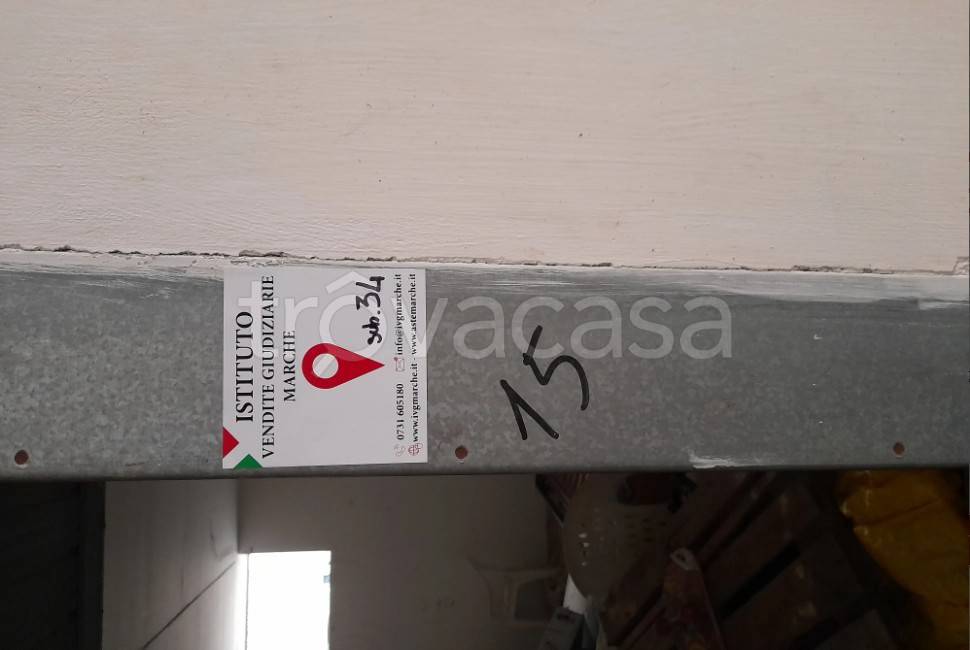 ISTITUTO
VENDITE GIUDIZIARIE
MARCHE
sub.34
0731 605180 info@ivgmarche.it
www.ivgmarche.it - www.astemarche.it
15
trovacasa